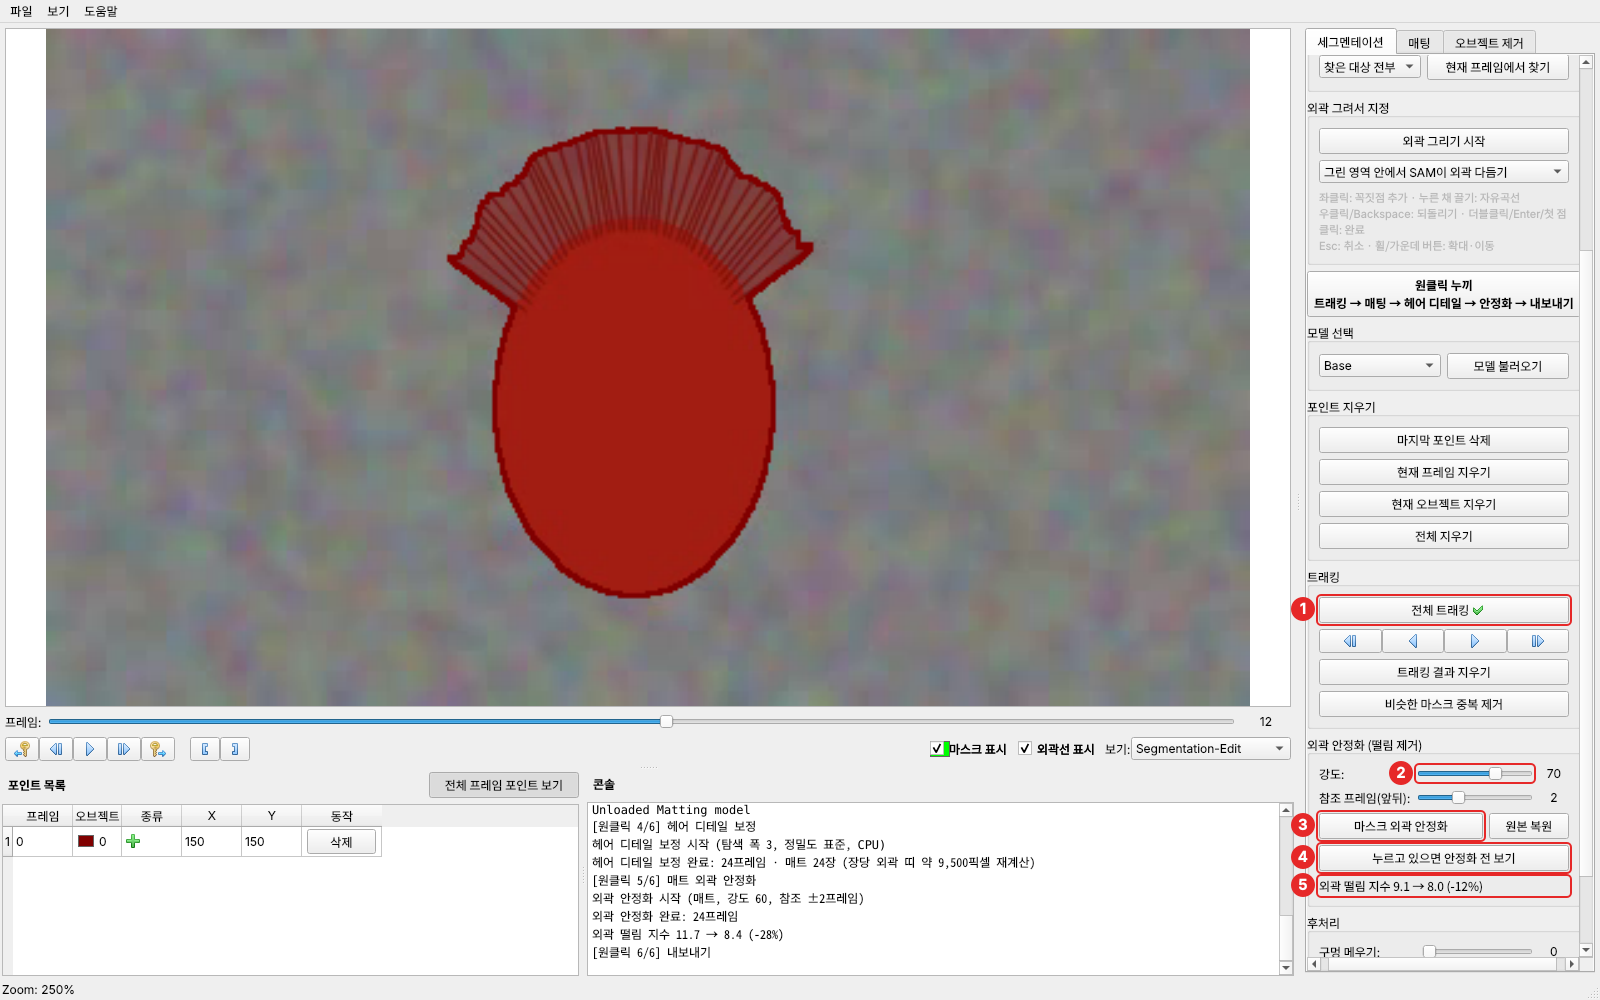 파일 보기 도움말
세그멘테이션 매팅 오브젝트 제거
찾은 대상 전부 현재 프레임에서 찾기
외곽 그려서 지정
외곽 그리기 시작
그린 영역 안에서 SAM이 외곽 다듬기
좌클릭: 꼭짓점 추가 · 누른 채 끌기: 자유곡선
우클릭/Backspace: 되돌리기 · 더블클릭/Enter/첫 점
클릭: 완료
Esc: 취소 · 휠/가운데 버튼: 확대·이동
원클릭 누끼
트래킹 → 매팅 → 헤어 디테일 → 안정화 → 내보내기
모델 선택
Base 모델 불러오기
포인트 지우기
마지막 포인트 삭제
현재 프레임 지우기
현재 오브젝트 지우기
전체 지우기
트래킹
1 전체 트래킹
트래킹 결과 지우기
비슷한 마스크 중복 제거
외곽 안정화 (떨림 제거)
강도: 2 70
참조 프레임(앞뒤): 2
3 마스크 외곽 안정화 원본 복원
4 누르고 있으면 안정화 전 보기
5 외곽 떨림 지수 9.1 → 8.0 (-12%)
후처리
구멍 메우기: 0
프레임: 12
마스크 표시 외곽선 표시 보기: Segmentation-Edit
포인트 목록 전체 프레임 포인트 보기
프레임 오브젝트 종류 X Y 동작
1 0 0 150 150 삭제
콘솔
Unloaded Matting model
[원클릭 4/6] 헤어 디테일 보정
헤어 디테일 보정 시작 (탐색 폭 3, 정밀도 표준, CPU)
헤어 디테일 보정 완료: 24프레임 · 매트 24장 (장당 외곽 띠 약 9,500픽셀 재계산)
[원클릭 5/6] 매트 외곽 안정화
외곽 안정화 시작 (매트, 강도 60, 참조 ±2프레임)
외곽 안정화 완료: 24프레임
외곽 떨림 지수 11.7 → 8.4 (-28%)
[원클릭 6/6] 내보내기
Zoom: 250%